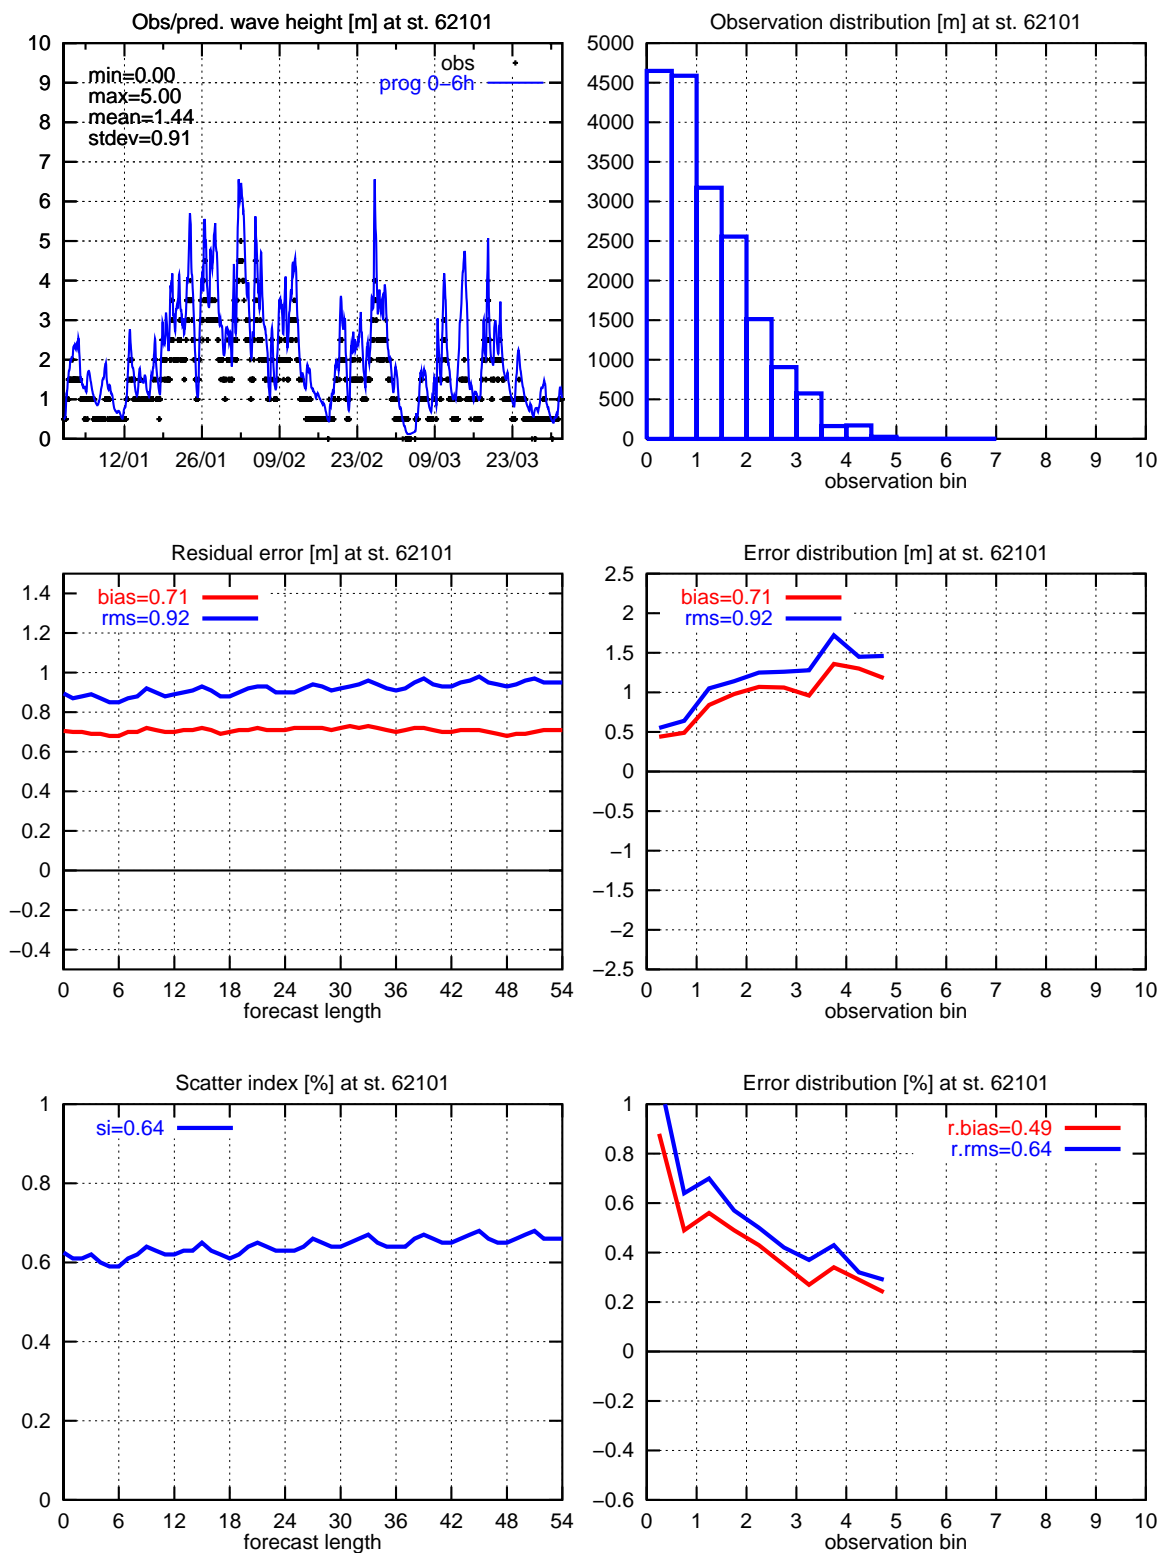 Obs/pred. wave height [m] at st. 62101
10
9
8
7
6
5
4
3
2
1
0
min=0.00
max=5.00
mean=1.44
stdev=0.91
obs
prog 0−6h
12/01 26/01 09/02 23/02 09/03 23/03
Observation distribution [m] at st. 62101
5000
4500
4000
3500
3000
2500
2000
1500
1000
500
0
0 1 2 3 4 5 6 7 8 9 10
observation bin
Residual error [m] at st. 62101
1.4
1.2
1
0.8
0.6
0.4
0.2
0
−0.2
−0.4
bias=0.71
rms=0.92
0 6 12 18 24 30 36 42 48 54
forecast length
Error distribution [m] at st. 62101
2.5
2
1.5
1
0.5
0
−0.5
−1
−1.5
−2
−2.5
bias=0.71
rms=0.92
0 1 2 3 4 5 6 7 8 9 10
observation bin
Scatter index [%] at st. 62101
1
0.8
0.6
0.4
0.2
0
si=0.64
0 6 12 18 24 30 36 42 48 54
forecast length
Error distribution [%] at st. 62101
1
0.8
0.6
0.4
0.2
0
−0.2
−0.4
−0.6
r.bias=0.49
r.rms=0.64
0 1 2 3 4 5 6 7 8 9 10
observation bin